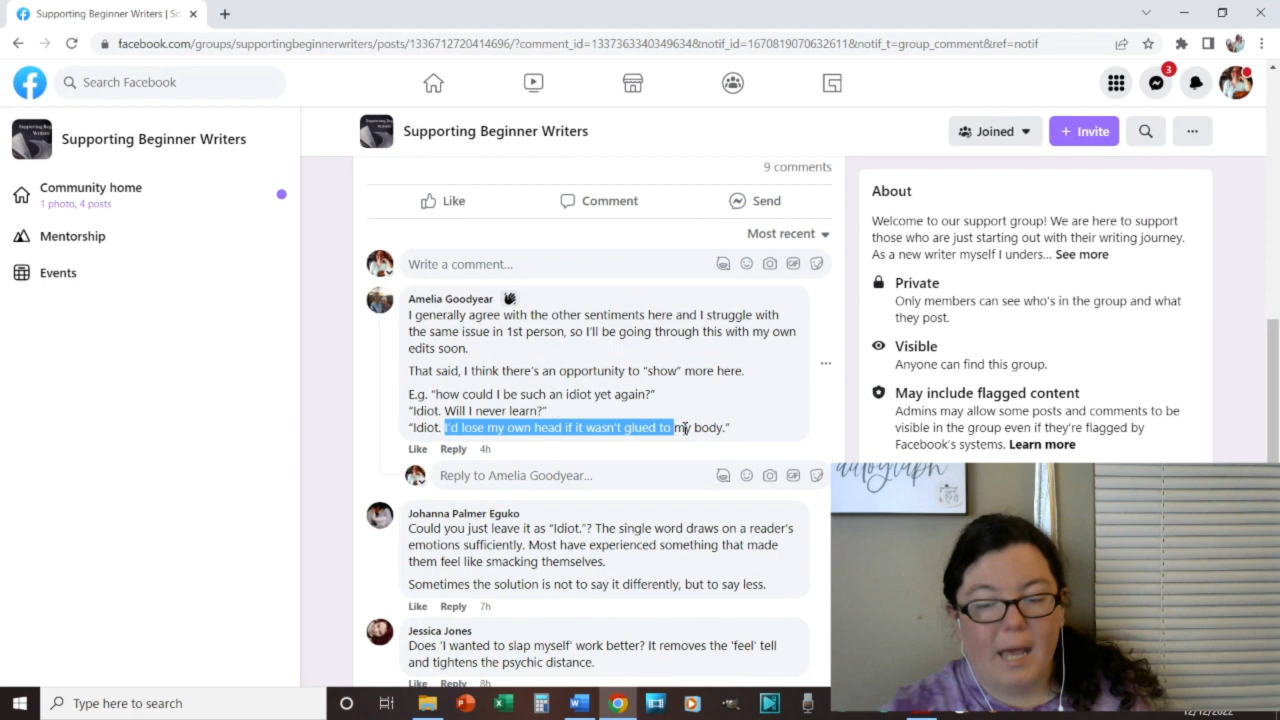 Supporting Beginner Writers | So
facebook.com/groups/supportingbeginnerwriters/posts/1336712720414696/?comment_id=1337363340349634&notif_id=1670819070632611&notif_t=group_comment&ref=notif
Search Facebook
3
Supporting Beginner Writers
Community home
1 photo, 4 posts
Mentorship
Events
Supporting Beginner Writers
Joined
+ Invite
9 comments
Like
Comment
Send
Most recent
Write a comment...
Amelia Goodyear
I generally agree with the other sentiments here and I struggle with
the same issue in 1st person, so I'll be going through this with my own
edits soon.
That said, I think there's an opportunity to "show" more here.
E.g. "how could I be such an idiot yet again?"
"Idiot. Will I never learn?"
"Idiot. I'd lose my own head if it wasn't glued to my body."
Like Reply 4h
Reply to Amelia Goodyear...
Johanna Palmer Eguko
Could you just leave it as "Idiot."? The single word draws on a reader's
emotions sufficiently. Most have experienced something that made
them feel like smacking themselves.
Sometimes the solution is not to say it differently, but to say less.
Like Reply 7h
Jessica Jones
Does 'I wanted to slap myself' work better? It removes the 'feel' tell
and tightens the psychic distance.
Like Reply 8h
About
Welcome to our support group! We are here to support
those who are just starting out with their writing journey.
As a new writer myself I unders... See more
Private
Only members can see who's in the group and what
they post.
Visible
Anyone can find this group.
May include flagged content
Admins may allow some posts and comments to be
visible in the group even if they're flagged by
Facebook's systems. Learn more
autograph
Type here to search
12/12/2022